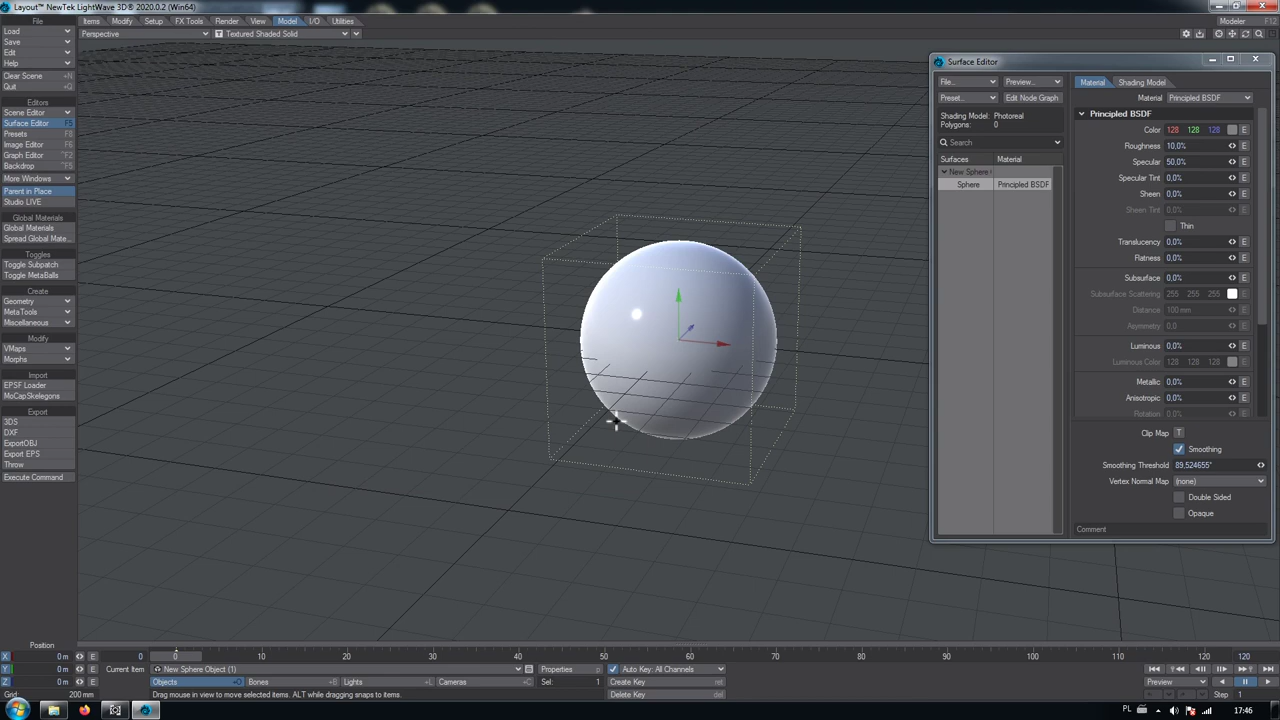 Layout™ NewTek LightWave 3D® 2020.0.2 (Win64)
File Items Modify Setup FX Tools Render View Model I/O Utilities Modeler F12
Load
Perspective
Textured Shaded Solid
Save
Edit
Help
Clear Scene +N
Quit +Q
Editors
Scene Editor
Surface Editor F5
Presets F8
Image Editor F6
Graph Editor ^F2
Backdrop ^F5
More Windows
Parent in Place
Studio LIVE
Global Materials
Global Materials
Spread Global Mate...
Toggles
Toggle Subpatch
Toggle MetaBalls
Create
Geometry
MetaTools
Miscellaneous
Modify
VMaps
Morphs
Import
EPSF Loader
MoCapSkelegons
Export
3DS
DXF
ExportOBJ
Export EPS
Throw
Execute Command
Surface Editor
File... Preview...
Preset... Edit Node Graph
Shading Model: Photoreal
Polygons: 0
Search
Surfaces Material
New Sphere
Sphere Principled BSDF
Material Shading Model
Material Principled BSDF
Principled BSDF
Color 128 128 128 E
Roughness 10,0% E
Specular 50,0% E
Specular Tint 0,0% E
Sheen 0,0% E
Sheen Tint 0,0% E
Thin
Translucency 0,0% E
Flatness 0,0% E
Subsurface 0,0% E
Subsurface Scattering 255 255 255 E
Distance 100 mm
Asymmetry 0.0
Luminous 0,0% E
Luminous Color 128 128 128 E
Metallic 0,0% E
Anisotropic 0,0% E
Rotation 0,0% E
Clip Map T
Smoothing
Smoothing Threshold 89,524655°
Vertex Normal Map (none)
Double Sided
Opaque
Comment
Position
X 0 m E
Y 0 m E
Z 0 m E
Grid: 200 mm
0 0 10 20 30 40 50 60 70 80 90 100 110 120 120
Current Item New Sphere Object (1) Properties p Auto Key: All Channels
Objects +O Bones +B Lights +L Cameras +C Sel: 1 Create Key ret Preview
Drag mouse in view to move selected items. ALT while dragging snaps to items. Delete Key del Step 1
PL 17:46